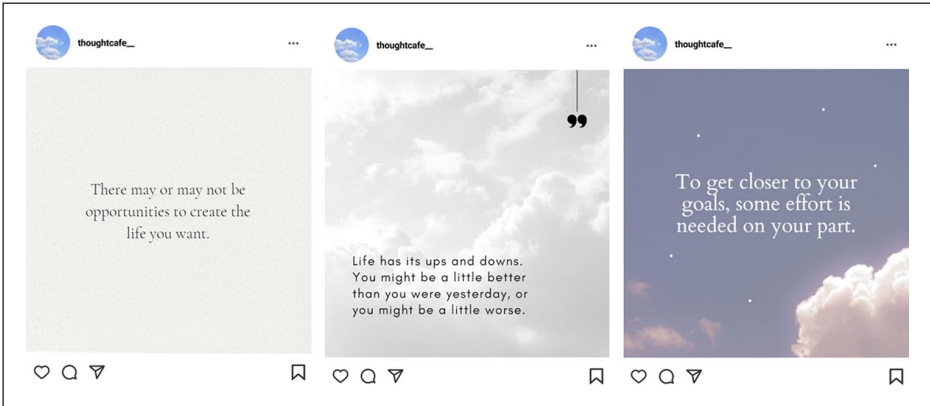 thoughtcafe__
There may or may not be
opportunities to create the
life you want.
thoughtcafe__
❞
Life has its ups and downs.
You might be a little better
than you were yesterday, or
you might be a little worse.
thoughtcafe__
To get closer to your
goals, some effort is
needed on your part.